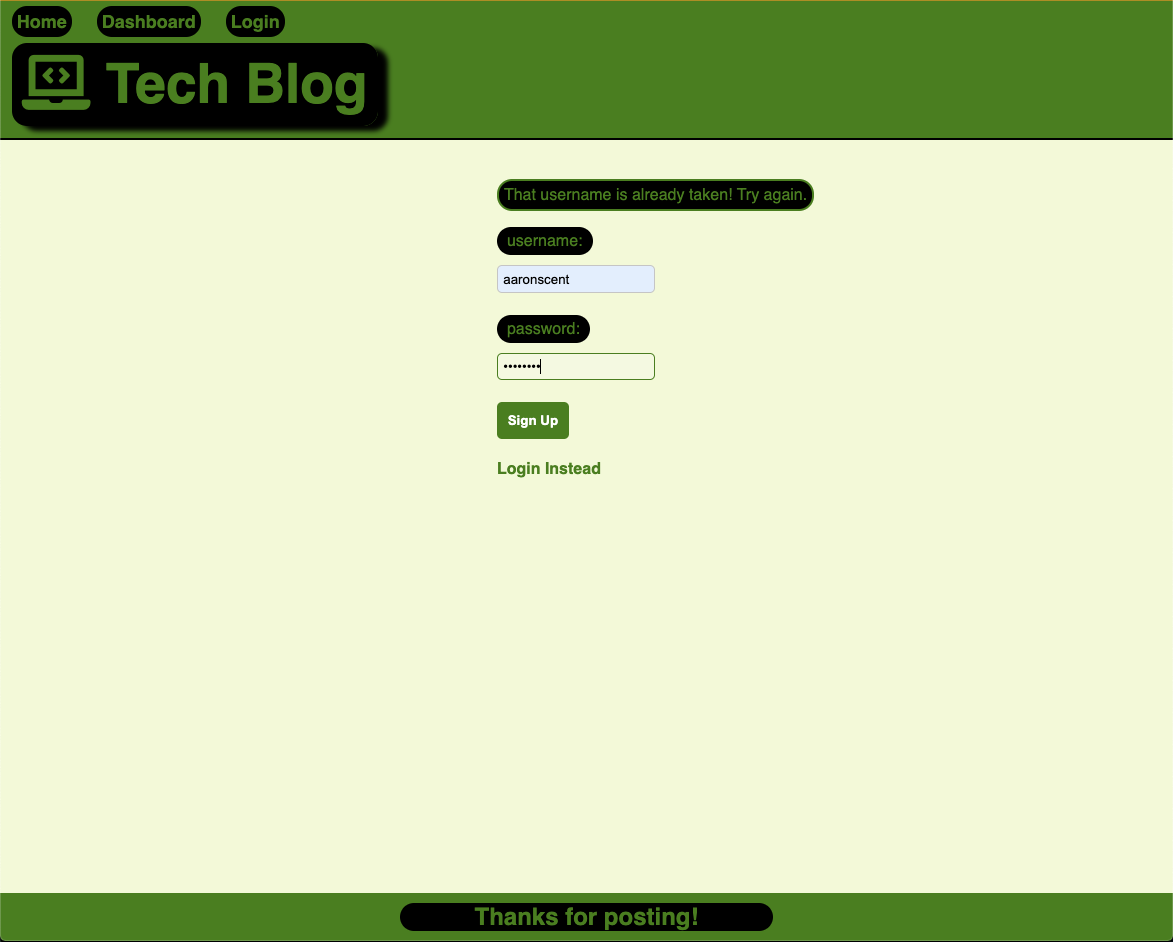 Home Dashboard Login
Tech Blog
That username is already taken! Try again.
username:
aaronscent
password:
••••••••
Sign Up
Login Instead
Thanks for posting!